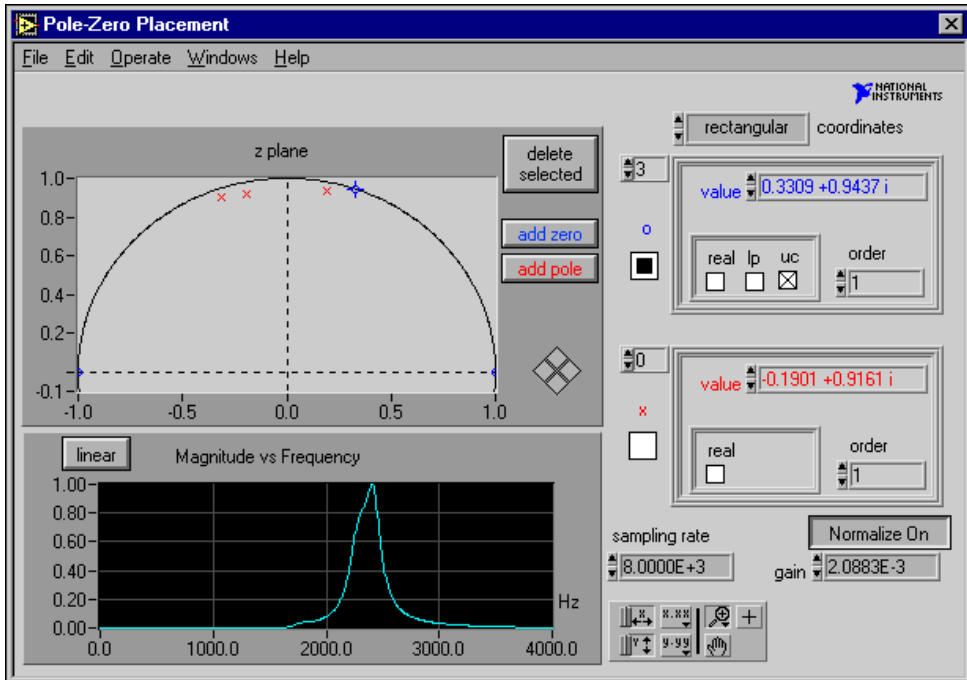 Pole-Zero Placement
File Edit Operate Windows Help
NATIONAL
INSTRUMENTS
rectangular coordinates
z plane
delete
selected
add zero
add pole
1.0
0.8
0.6
0.4
0.2
-0.1
-1.0 -0.5 0.0 0.5 1.0
3
value 0.3309 +0.9437 i
o
real lp uc
order
1
0
value -0.1901 +0.9161 i
x
real
order
1
linear
Magnitude vs Frequency
1.00
0.80
0.60
0.40
0.20
0.00
Hz
0.0 1000.0 2000.0 3000.0 4000.0
sampling rate
8.0000E+3
Normalize On
gain 2.0883E-3
X
x.xx
Y
y.yy